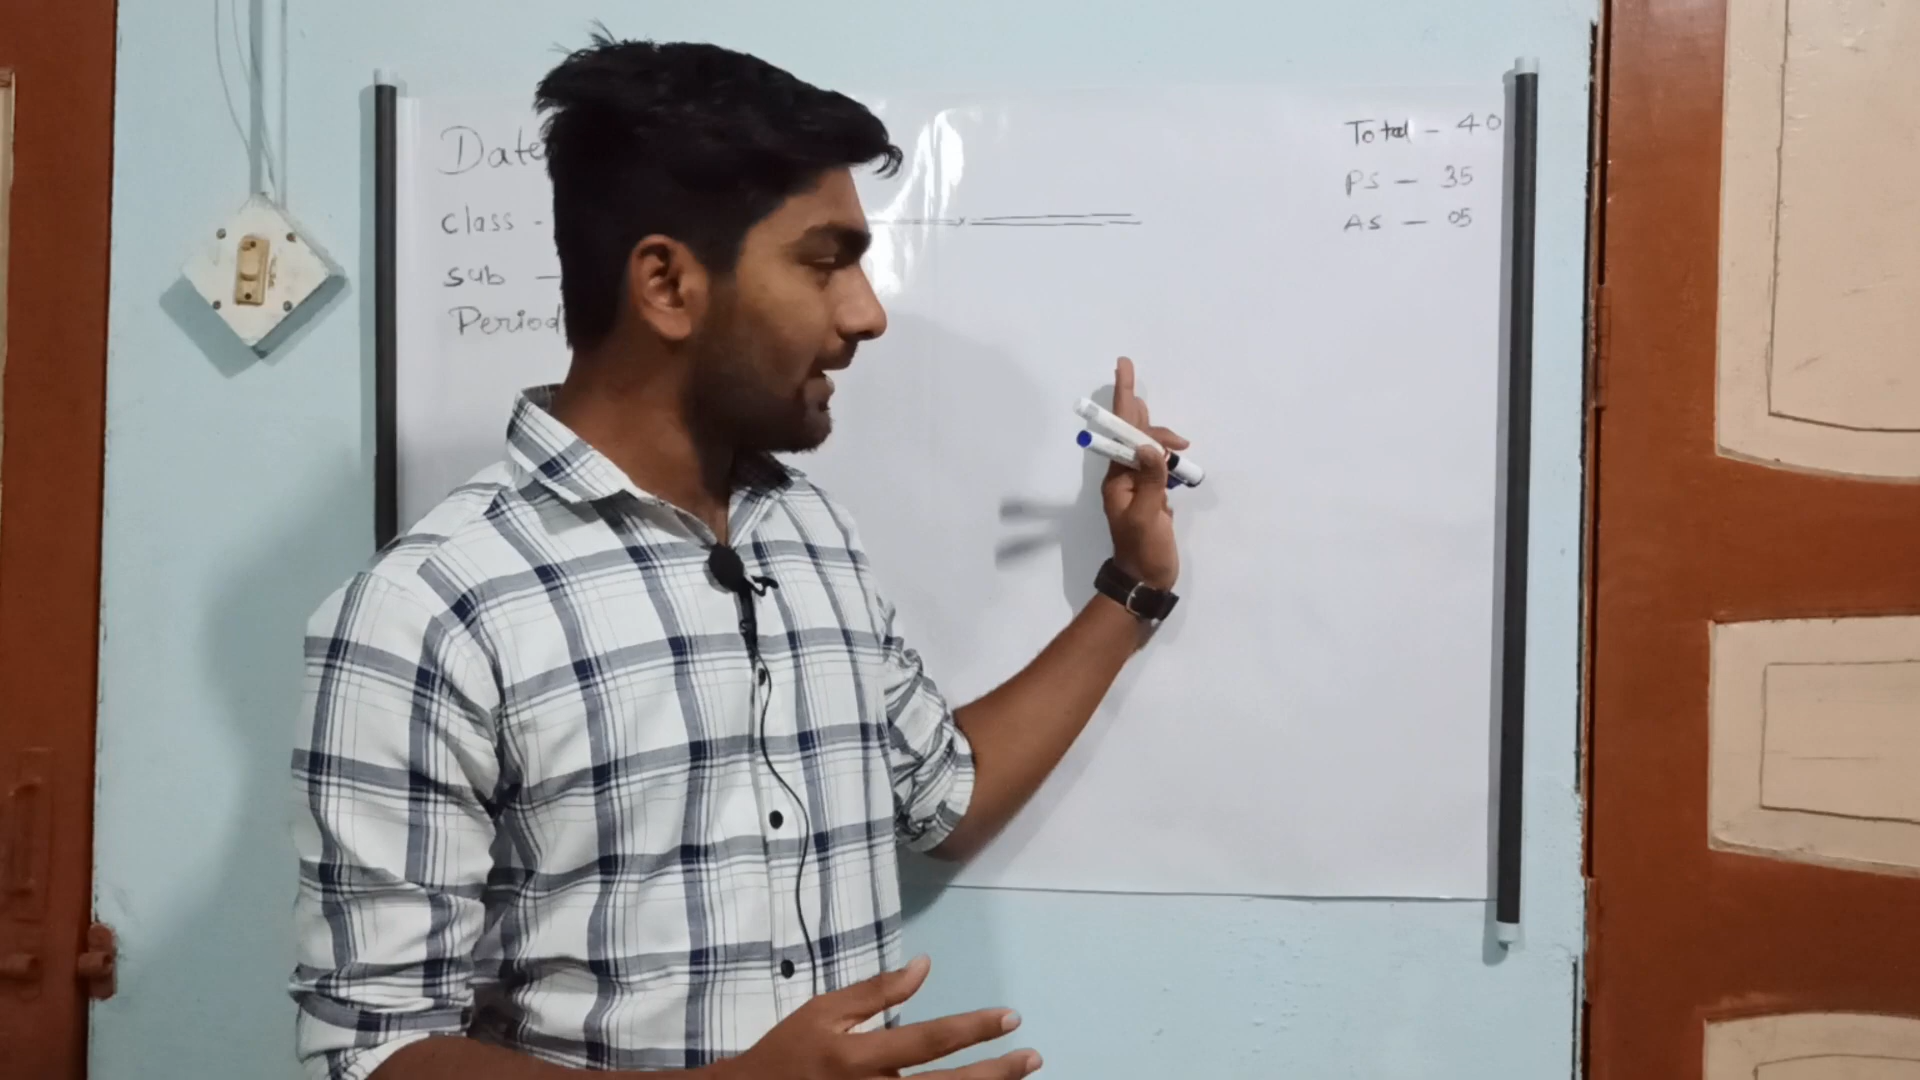 Date
class -
sub -
Period
Total - 40
PS - 35
AS - 05